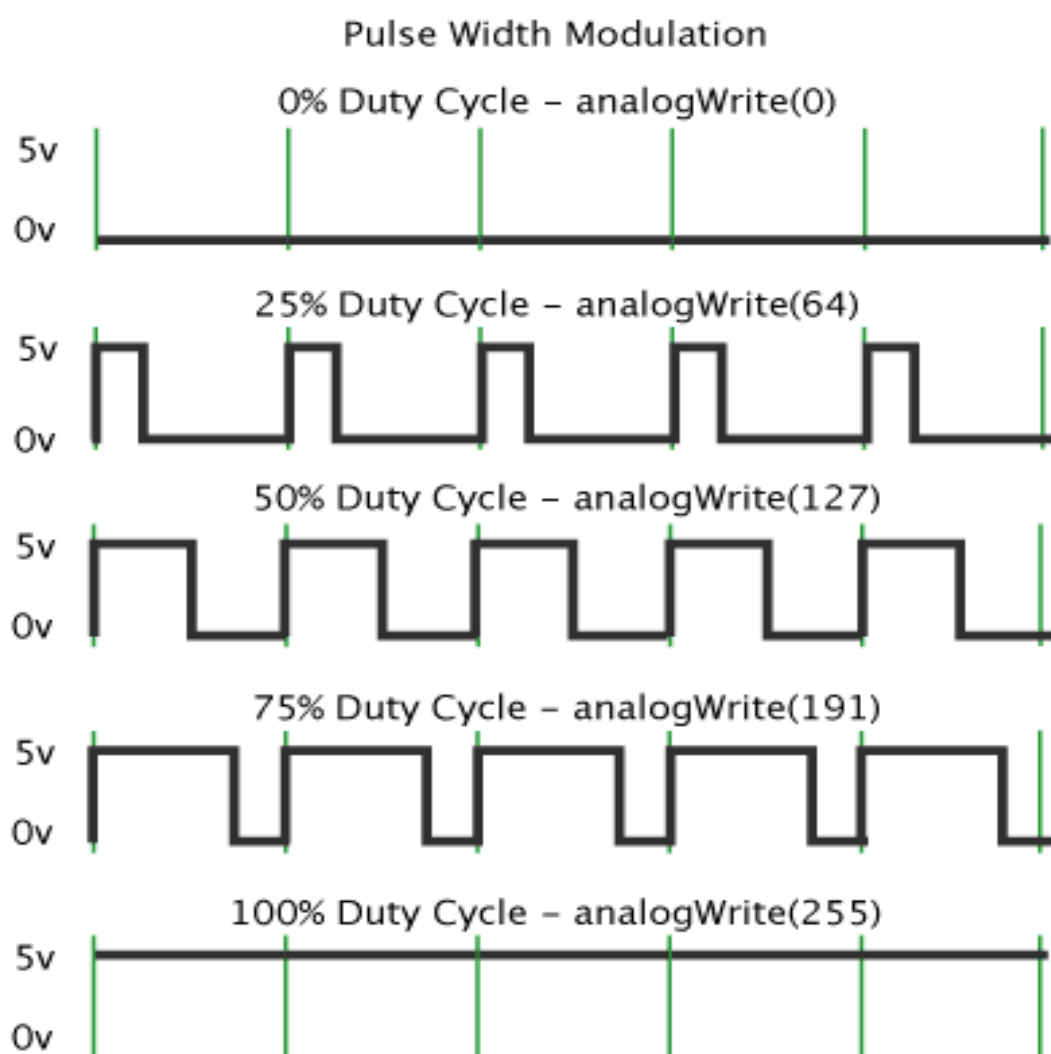 Pulse Width Modulation
0% Duty Cycle – analogWrite(0)
5v
0v
25% Duty Cycle – analogWrite(64)
5v
0v
50% Duty Cycle – analogWrite(127)
5v
0v
75% Duty Cycle – analogWrite(191)
5v
0v
100% Duty Cycle – analogWrite(255)
5v
0v